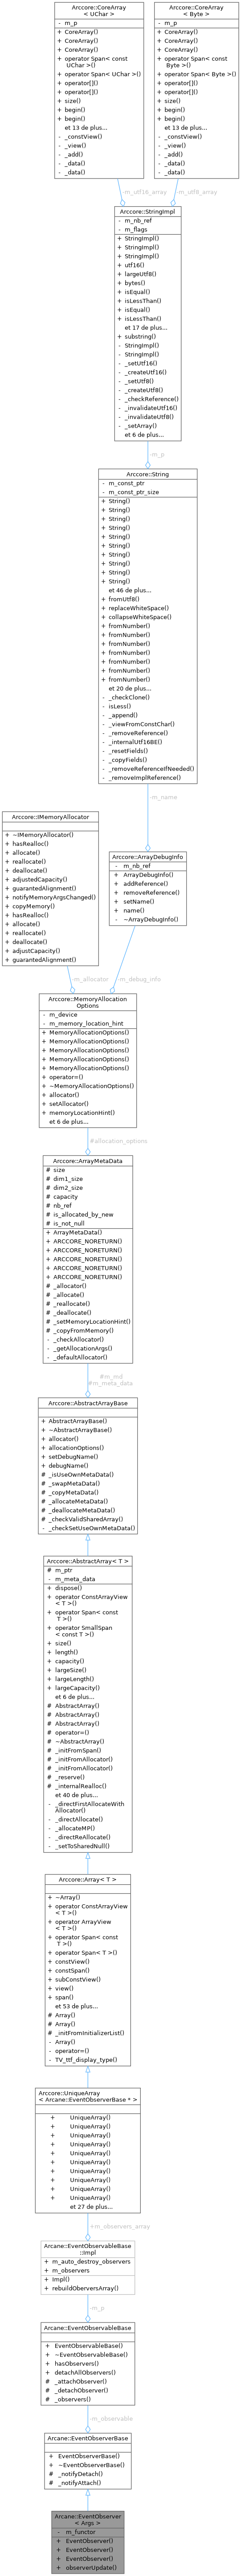 Arccore::CoreArray
< UChar >
- m_p
+ CoreArray()
+ CoreArray()
+ CoreArray()
+ operator Span< const
UChar >()
+ operator Span< UChar >()
+ operator[]()
+ operator[]()
+ size()
+ begin()
+ begin()
et 13 de plus...
- _constView()
- _view()
- _add()
- _data()
- _data()
Arccore::CoreArray
< Byte >
- m_p
+ CoreArray()
+ CoreArray()
+ CoreArray()
+ operator Span< const
Byte >()
+ operator Span< Byte >()
+ operator[]()
+ operator[]()
+ size()
+ begin()
+ begin()
et 13 de plus...
- _constView()
- _view()
- _add()
- _data()
- _data()
-m_utf16_array
-m_utf8_array
Arccore::StringImpl
- m_nb_ref
- m_flags
+ StringImpl()
+ StringImpl()
+ StringImpl()
+ utf16()
+ largeUtf8()
+ bytes()
+ isEqual()
+ isLessThan()
+ isEqual()
+ isLessThan()
et 17 de plus...
+ substring()
- StringImpl()
- StringImpl()
- _setUtf16()
- _createUtf16()
- _setUtf8()
- _createUtf8()
- _checkReference()
- _invalidateUtf16()
- _invalidateUtf8()
- _setArray()
et 6 de plus...
-m_p
Arccore::String
- m_const_ptr
- m_const_ptr_size
+ String()
+ String()
+ String()
+ String()
+ String()
+ String()
+ String()
+ String()
+ String()
+ String()
et 46 de plus...
+ fromUtf8()
+ replaceWhiteSpace()
+ collapseWhiteSpace()
+ fromNumber()
+ fromNumber()
+ fromNumber()
+ fromNumber()
+ fromNumber()
+ fromNumber()
+ fromNumber()
et 20 de plus...
- _checkClone()
- isLess()
- _append()
- _viewFromConstChar()
- _removeReference()
- _internalUtf16BE()
- _resetFields()
- _copyFields()
- _removeReferenceIfNeeded()
- _removeImplReference()
-m_name
Arccore::IMemoryAllocator
+ ~IMemoryAllocator()
+ hasRealloc()
+ allocate()
+ reallocate()
+ deallocate()
+ adjustedCapacity()
+ guarantedAlignment()
+ notifyMemoryArgsChanged()
+ copyMemory()
+ hasRealloc()
+ allocate()
+ reallocate()
+ deallocate()
+ adjustCapacity()
+ guarantedAlignment()
Arccore::ArrayDebugInfo
- m_nb_ref
+ ArrayDebugInfo()
+ addReference()
+ removeReference()
+ setName()
+ name()
- ~ArrayDebugInfo()
-m_allocator
-m_debug_info
Arccore::MemoryAllocation
Options
- m_device
- m_memory_location_hint
+ MemoryAllocationOptions()
+ MemoryAllocationOptions()
+ MemoryAllocationOptions()
+ MemoryAllocationOptions()
+ MemoryAllocationOptions()
+ operator=()
+ ~MemoryAllocationOptions()
+ allocator()
+ setAllocator()
+ memoryLocationHint()
et 6 de plus...
#allocation_options
Arccore::ArrayMetaData
# size
# dim1_size
# dim2_size
# capacity
# nb_ref
# is_allocated_by_new
# is_not_null
+ ArrayMetaData()
+ ARCCORE_NORETURN()
+ ARCCORE_NORETURN()
+ ARCCORE_NORETURN()
+ ARCCORE_NORETURN()
+ ARCCORE_NORETURN()
# _allocator()
# _allocate()
# _reallocate()
# _deallocate()
# _setMemoryLocationHint()
# _copyFromMemory()
- _checkAllocator()
- _getAllocationArgs()
- _defaultAllocator()
#m_md
#m_meta_data
Arccore::AbstractArrayBase
+ AbstractArrayBase()
+ ~AbstractArrayBase()
+ allocator()
+ allocationOptions()
+ setDebugName()
+ debugName()
# _isUseOwnMetaData()
# _swapMetaData()
# _copyMetaData()
# _allocateMetaData()
# _deallocateMetaData()
# _checkValidSharedArray()
- _checkSetUseOwnMetaData()
Arccore::AbstractArray< T >
# m_ptr
- m_meta_data
+ dispose()
+ operator ConstArrayView
< T >()
+ operator Span< const
T >()
+ operator SmallSpan
< const T >()
+ size()
+ length()
+ capacity()
+ largeSize()
+ largeLength()
+ largeCapacity()
et 6 de plus...
# AbstractArray()
# AbstractArray()
# AbstractArray()
# operator=()
# ~AbstractArray()
# _initFromSpan()
# _initFromAllocator()
# _initFromAllocator()
# _reserve()
# _internalRealloc()
et 40 de plus...
- _directFirstAllocateWith
Allocator()
- _directAllocate()
- _allocateMP()
- _directReAllocate()
- _setToSharedNull()
Arccore::Array< T >
+ ~Array()
+ operator ConstArrayView
< T >()
+ operator ArrayView
< T >()
+ operator Span< const
T >()
+ operator Span< T >()
+ constView()
+ constSpan()
+ subConstView()
+ view()
+ span()
et 53 de plus...
# Array()
# Array()
# _initFromInitializerList()
- Array()
- operator=()
- TV_ttf_display_type()
Arccore::UniqueArray
< Arcane::EventObserverBase * >
+ UniqueArray()
+ UniqueArray()
+ UniqueArray()
+ UniqueArray()
+ UniqueArray()
+ UniqueArray()
+ UniqueArray()
+ UniqueArray()
+ UniqueArray()
+ UniqueArray()
et 27 de plus...
+m_observers_array
Arcane::EventObservableBase
::Impl
+ m_auto_destroy_observers
+ m_observers
+ Impl()
+ rebuildOberversArray()
-m_p
Arcane::EventObservableBase
+ EventObservableBase()
+ ~EventObservableBase()
+ hasObservers()
+ detachAllObservers()
# _attachObserver()
# _detachObserver()
# _observers()
-m_observable
Arcane::EventObserverBase
+ EventObserverBase()
+ ~EventObserverBase()
# _notifyDetach()
# _notifyAttach()
Arcane::EventObserver
< Args >
- m_functor
+ EventObserver()
+ EventObserver()
+ EventObserver()
+ observerUpdate()